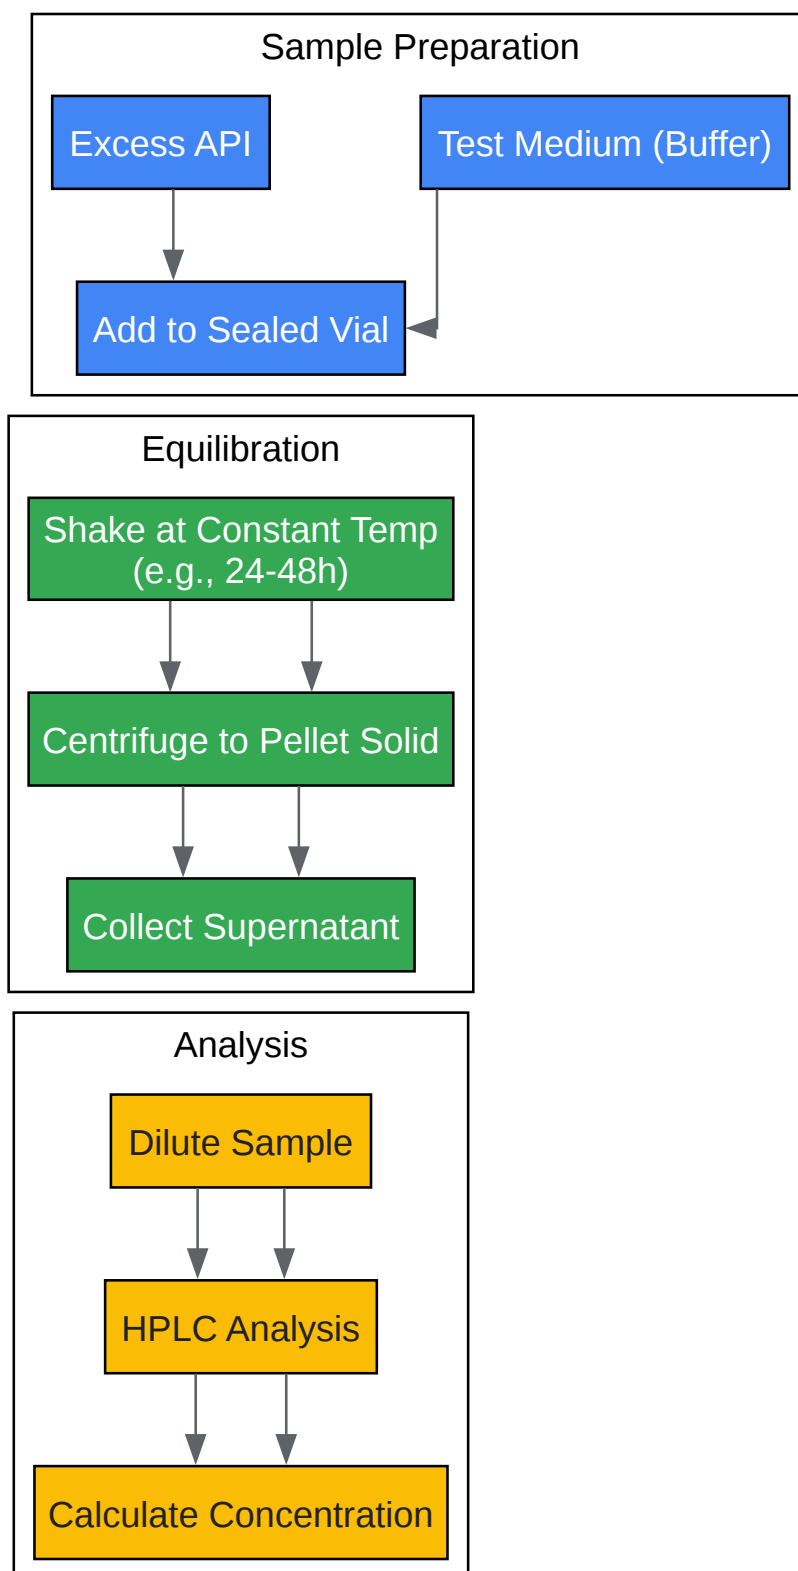 Sample Preparation
Excess API
Test Medium (Buffer)
Add to Sealed Vial
Equilibration
Shake at Constant Temp
(e.g., 24-48h)
Centrifuge to Pellet Solid
Collect Supernatant
Analysis
Dilute Sample
HPLC Analysis
Calculate Concentration